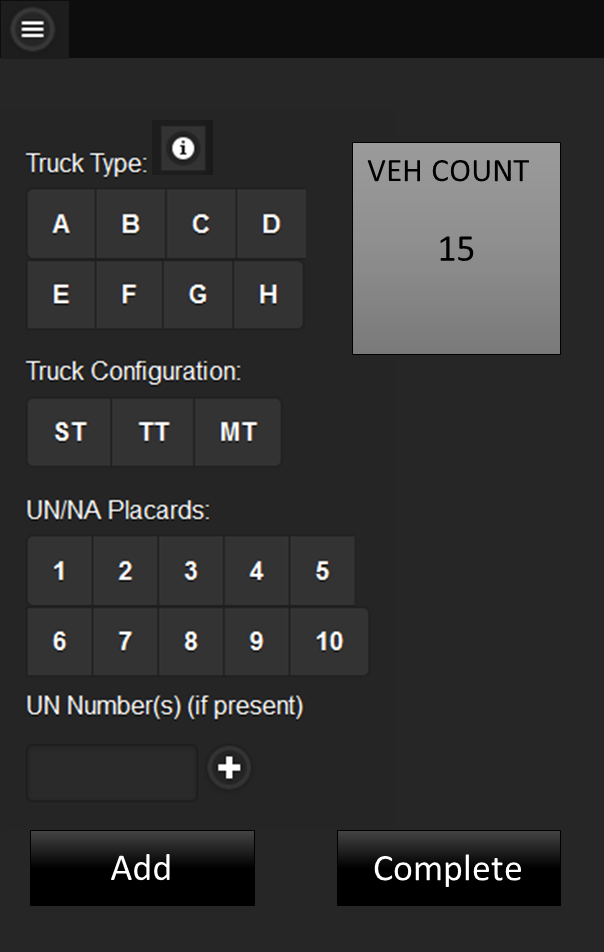 Truck Type:
VEH COUNT
15
A B C D
E F G H
Truck Configuration:
ST TT MT
UN/NA Placards:
1 2 3 4 5
6 7 8 9 10
UN Number(s) (if present)
Add
Complete